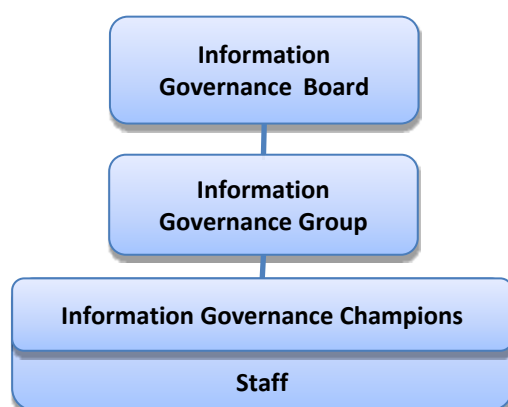 Information
Governance Board
Information
Governance Group
Information Governance Champions
Staff